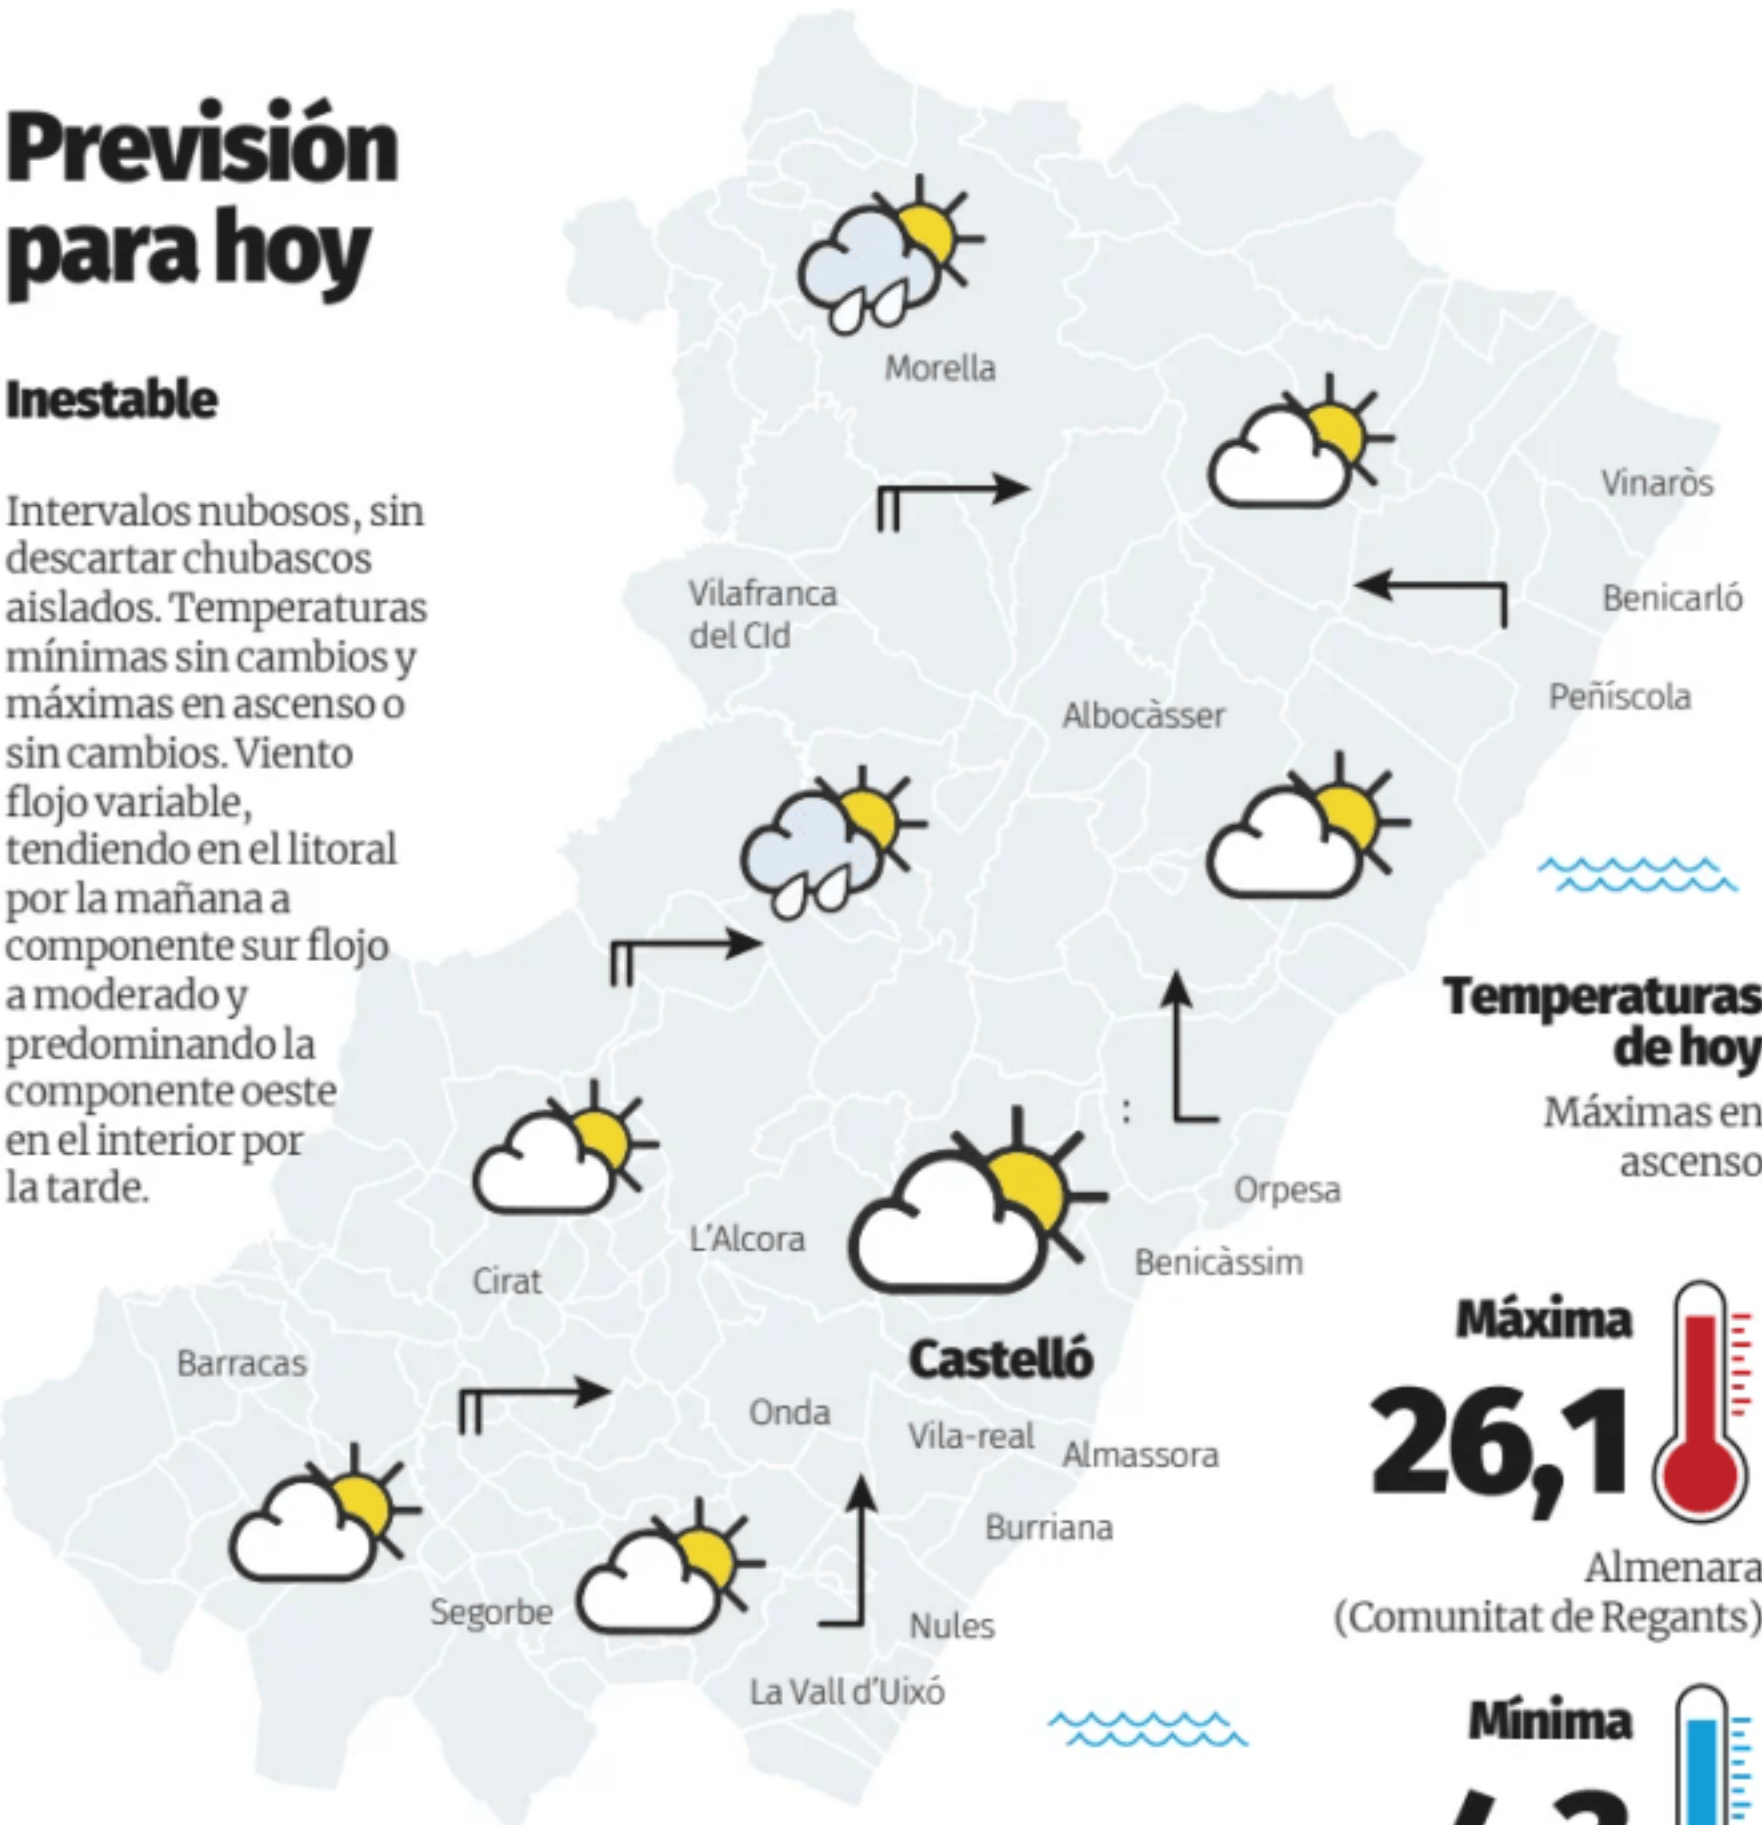 Previsión
para hoy
Inestable
Intervalos nubosos, sin
descartar chubascos
aislados. Temperaturas
mínimas sin cambios y
máximas en ascenso o
sin cambios. Viento
flojo variable,
tendiendo en el litoral
por la mañana a
componente sur flojo
a moderado y
predominando la
componente oeste
en el interior por
la tarde.
Morella
Vinaròs
Vilafranca
del CId
Benicarló
Peñíscola
Albocàsser
:
Orpesa
L'Alcora
Benicàssim
Cirat
Castelló
Barracas
Onda
Vila-real
Almassora
Burriana
Segorbe
Nules
La Vall d'Uixó
Temperaturas
de hoy
Máximas en
ascenso
Máxima
26,1
Almenara
(Comunitat de Regants)
Mínima